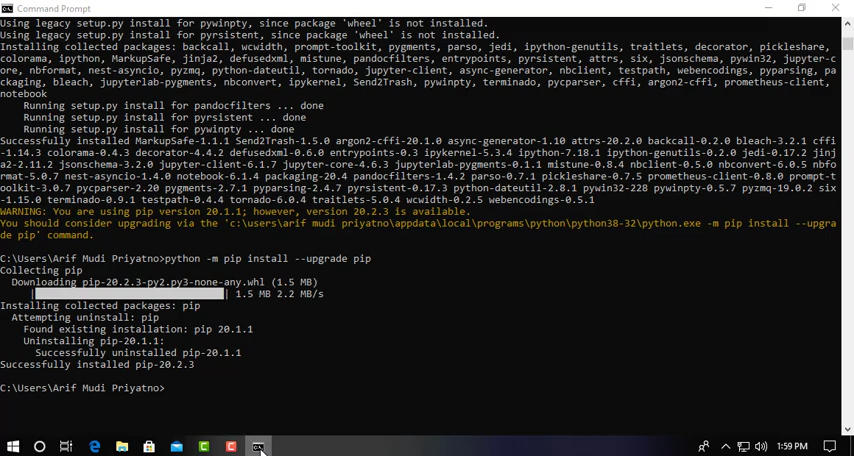 Command Prompt
Using legacy setup.py install for pywinpty, since package 'wheel' is not installed.
Using legacy setup.py install for pyrsistent, since package 'wheel' is not installed.
Installing collected packages: backcall, wcwidth, prompt-toolkit, pygments, parso, jedi, ipython-genutils, traitlets, decorator, pickleshare,
colorama, ipython, MarkupSafe, jinja2, defusedxml, mistune, pandocfilters, entrypoints, pyrsistent, attrs, six, jsonschema, pywin32, jupyter-c
ore, nbformat, nest-asyncio, pyzmq, python-dateutil, tornado, jupyter-client, async-generator, nbclient, testpath, webencodings, pyparsing, pa
ckaging, bleach, jupyterlab-pygments, nbconvert, ipykernel, Send2Trash, pywinpty, terminado, pycparser, cffi, argon2-cffi, prometheus-client,
notebook
Running setup.py install for pandocfilters ... done
Running setup.py install for pyrsistent ... done
Running setup.py install for pywinpty ... done
Successfully installed MarkupSafe-1.1.1 Send2Trash-1.5.0 argon2-cffi-20.1.0 async-generator-1.10 attrs-20.2.0 backcall-0.2.0 bleach-3.2.1 cffi
-1.14.3 colorama-0.4.3 decorator-4.4.2 defusedxml-0.6.0 entrypoints-0.3 ipykernel-5.3.4 ipython-7.18.1 ipython-genutils-0.2.0 jedi-0.17.2 jinj
a2-2.11.2 jsonschema-3.2.0 jupyter-client-6.1.7 jupyter-core-4.6.3 jupyterlab-pygments-0.1.1 mistune-0.8.4 nbclient-0.5.0 nbconvert-6.0.5 nbfo
rmat-5.0.7 nest-asyncio-1.4.0 notebook-6.1.4 packaging-20.4 pandocfilters-1.4.2 parso-0.7.1 pickleshare-0.7.5 prometheus-client-0.8.0 prompt-t
oolkit-3.0.7 pycparser-2.20 pygments-2.7.1 pyparsing-2.4.7 pyrsistent-0.17.3 python-dateutil-2.8.1 pywin32-228 pywinpty-0.5.7 pyzmq-19.0.2 six
-1.15.0 terminado-0.9.1 testpath-0.4.4 tornado-6.0.4 traitlets-5.0.4 wcwidth-0.2.5 webencodings-0.5.1
WARNING: You are using pip version 20.1.1; however, version 20.2.3 is available.
You should consider upgrading via the 'c:\users\arif mudi priyatno\appdata\local\programs\python\python38-32\python.exe -m pip install --upgra
de pip' command.
C:\Users\Arif Mudi Priyatno>python -m pip install --upgrade pip
Collecting pip
Downloading pip-20.2.3-py2.py3-none-any.whl (1.5 MB)
| | 1.5 MB 2.2 MB/s
Installing collected packages: pip
Attempting uninstall: pip
Found existing installation: pip 20.1.1
Uninstalling pip-20.1.1:
Successfully uninstalled pip-20.1.1
Successfully installed pip-20.2.3
C:\Users\Arif Mudi Priyatno>
1:59 PM